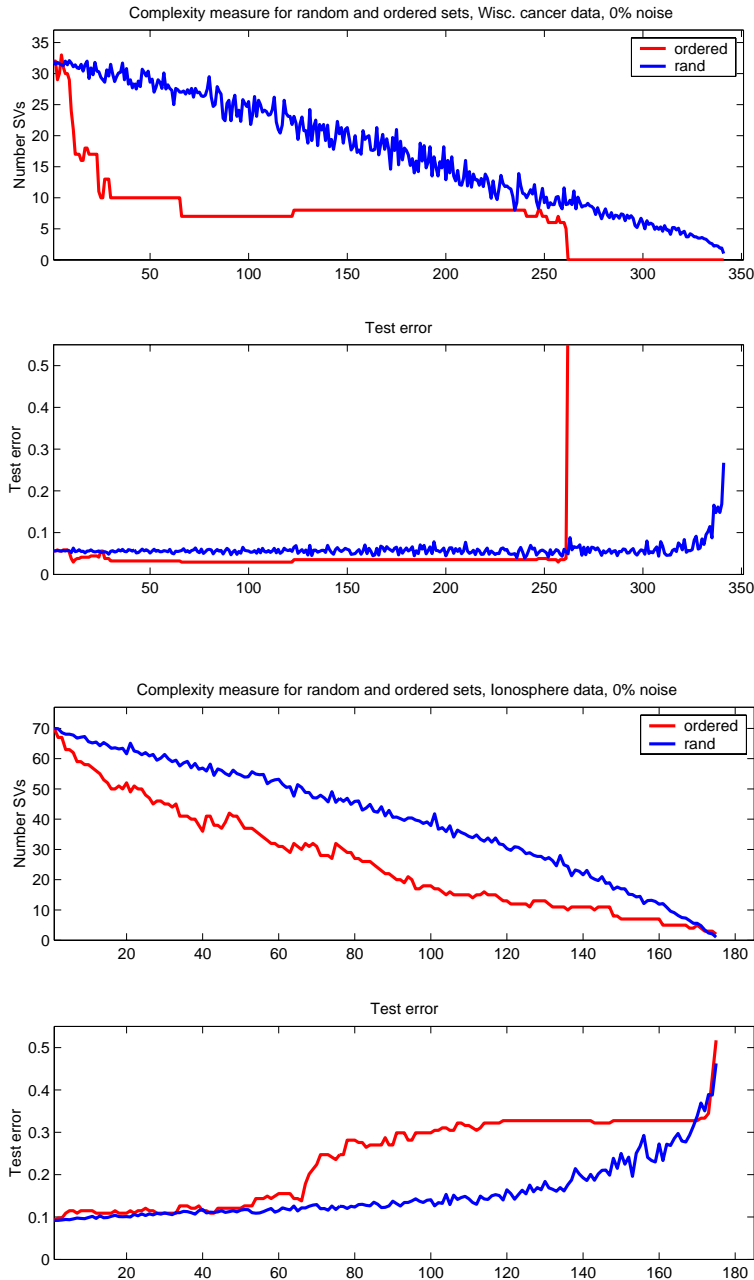 Complexity measure for random and ordered sets, Wisc. cancer data, 0% noise
35
30
25
20
15
10
5
0
Number SVs
ordered
rand
50 100 150 200 250 300 350
Test error
0.5
0.4
0.3
0.2
0.1
0
Test error
50 100 150 200 250 300 350
Complexity measure for random and ordered sets, Ionosphere data, 0% noise
70
60
50
40
30
20
10
0
Number SVs
ordered
rand
20 40 60 80 100 120 140 160 180
Test error
0.5
0.4
0.3
0.2
0.1
0
Test error
20 40 60 80 100 120 140 160 180